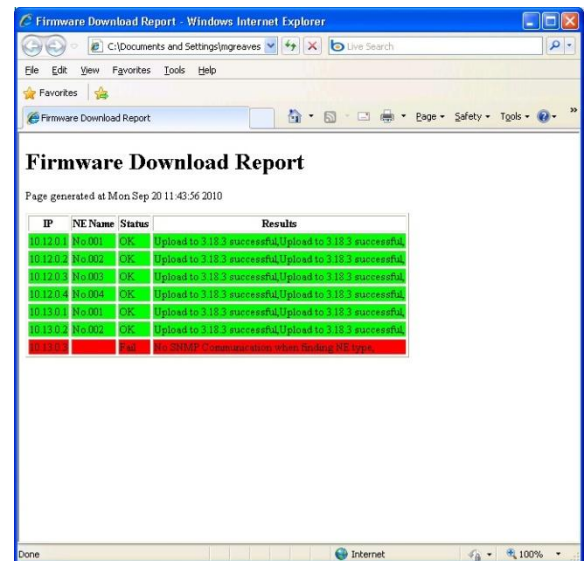 Firmware Download Report - Windows Internet Explorer
C:\Documents and Settings\mgreaves
Live Search
File Edit View Favorites Tools Help
Favorites
Firmware Download Report
Page Safety Tools
Firmware Download Report
Page generated at Mon Sep 20 11:43:56 2010
IP NE Name Status Results
10.12.0.1 No.001 OK Upload to 3.18.3 successful,Upload to 3.18.3 successful,
10.12.0.2 No.002 OK Upload to 3.18.3 successful,Upload to 3.18.3 successful,
10.12.0.3 No.003 OK Upload to 3.18.3 successful,Upload to 3.18.3 successful,
10.12.0.4 No.004 OK Upload to 3.18.3 successful,Upload to 3.18.3 successful,
10.13.0.1 No.001 OK Upload to 3.18.3 successful,Upload to 3.18.3 successful,
10.13.0.2 No.002 OK Upload to 3.18.3 successful,Upload to 3.18.3 successful,
10.13.0.3 Fail No SNMP Communication when finding NE type,
Done Internet 100%